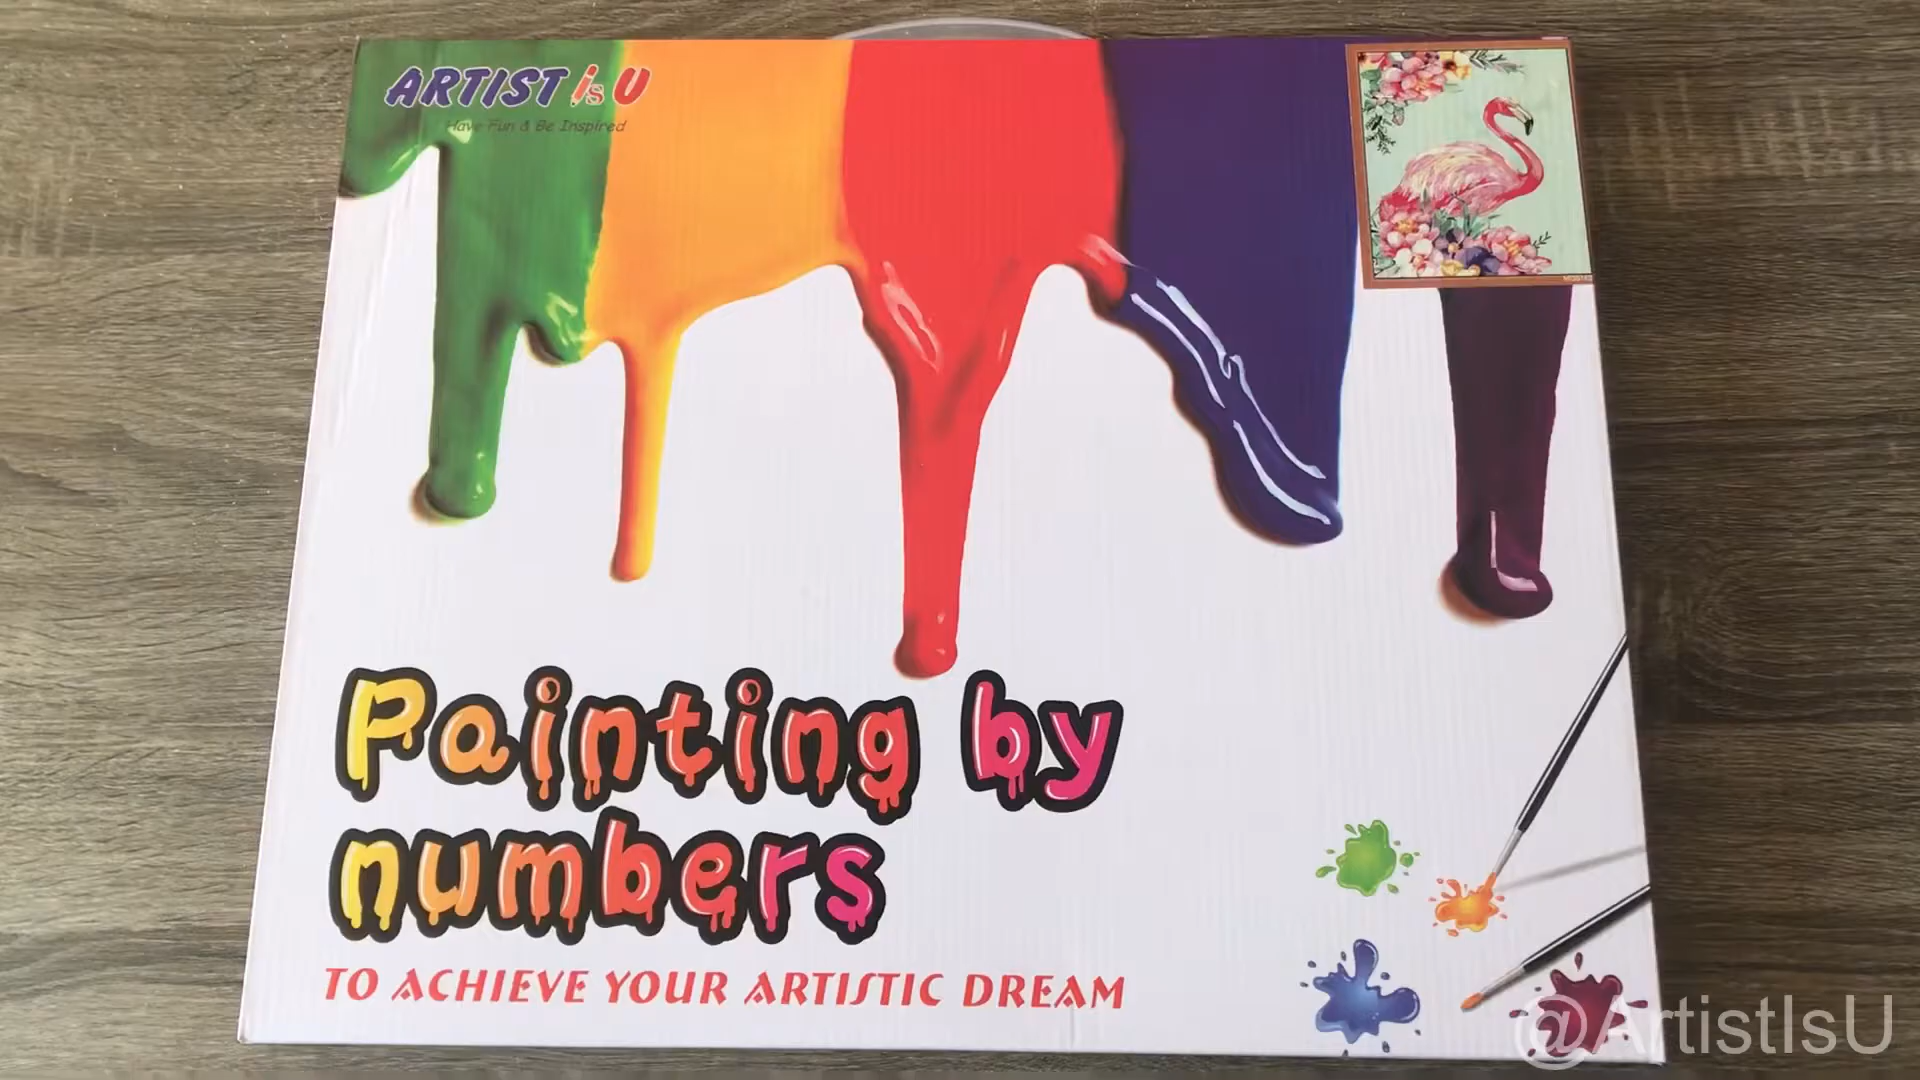 ARTIST is U
Have Fun & Be Inspired
Painting by
numbers
TO ACHIEVE YOUR ARTISTIC DREAM
@ArtistIsU